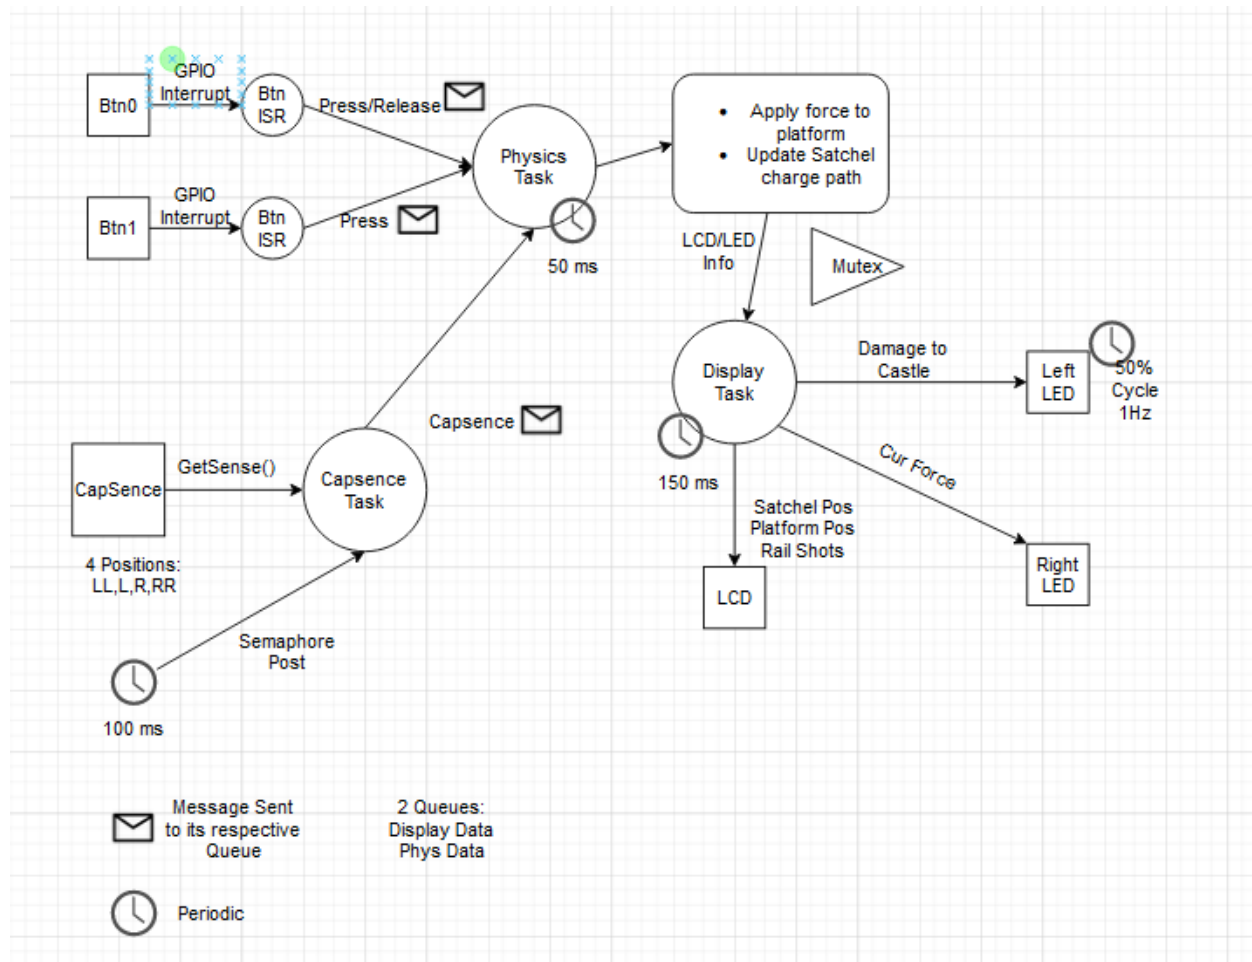 GPIO
Interrupt
Btn0
Btn
ISR
Press/Release
Physics
Task
50 ms
• Apply force to
platform
• Update Satchel
charge path
GPIO
Interrupt
Btn1
Btn
ISR
Press
LCD/LED
Info
Mutex
Display
Task
150 ms
Damage to
Castle
Left
LED
50%
Cycle
1Hz
Cur Force
Right
LED
Satchel Pos
Platform Pos
Rail Shots
LCD
Capsence
CapSence
GetSense()
Capsence
Task
4 Positions:
LL,L,R,RR
Semaphore
Post
100 ms
Message Sent
to its respective
Queue
2 Queues:
Display Data
Phys Data
Periodic